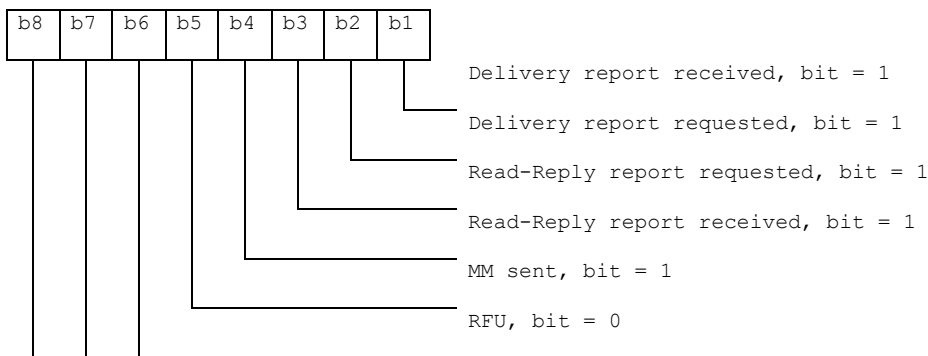 b8 b7 b6 b5 b4 b3 b2 b1
Delivery report received, bit = 1
Delivery report requested, bit = 1
Read-Reply report requested, bit = 1
Read-Reply report received, bit = 1
MM sent, bit = 1
RFU, bit = 0